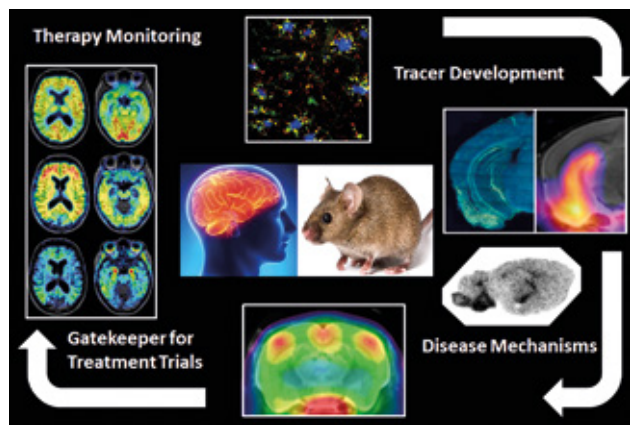 Therapy Monitoring
Tracer Development
Gatekeeper for
Treatment Trials
Disease Mechanisms